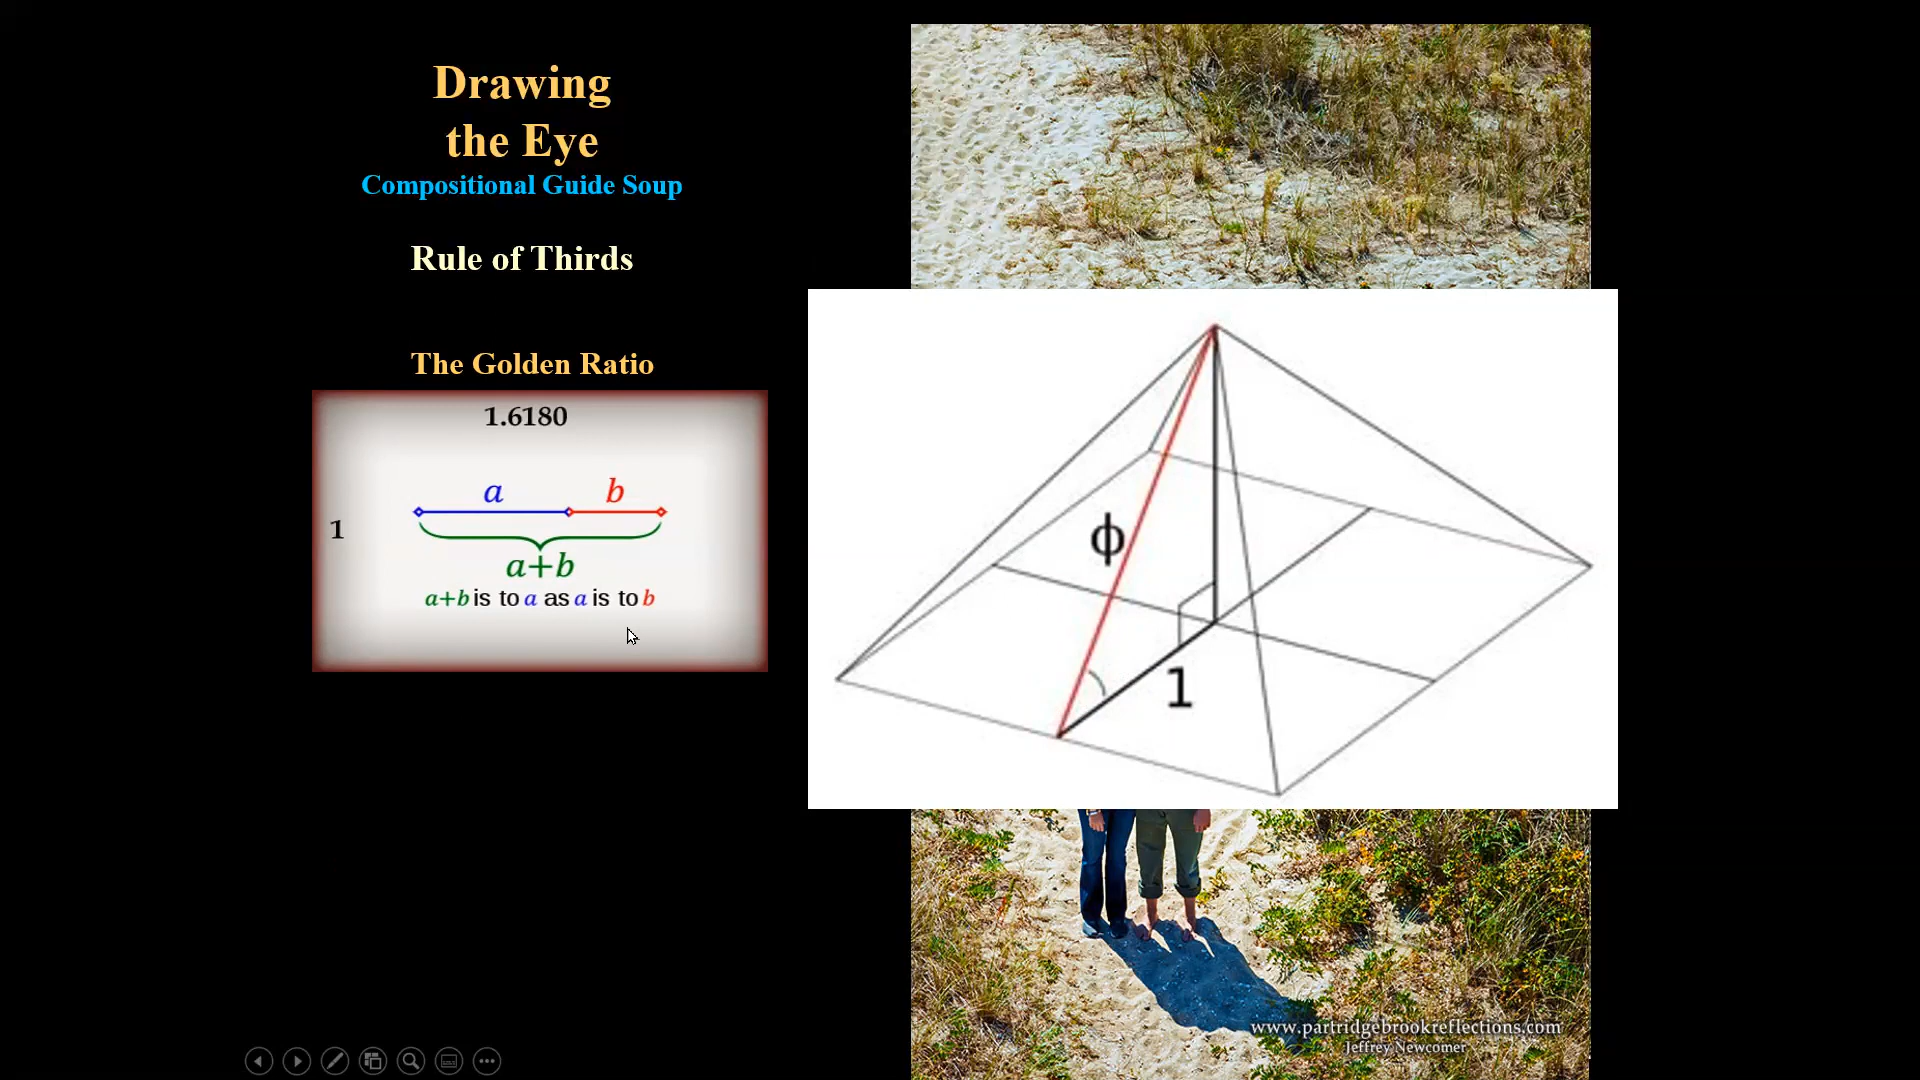 Drawing
the Eye
Compositional Guide Soup
Rule of Thirds
The Golden Ratio
1.6180
a b
1
a+b
a+b is to a as a is to b
ϕ
1
www.partridgebrookreflections.com
Jeffrey Newcomer